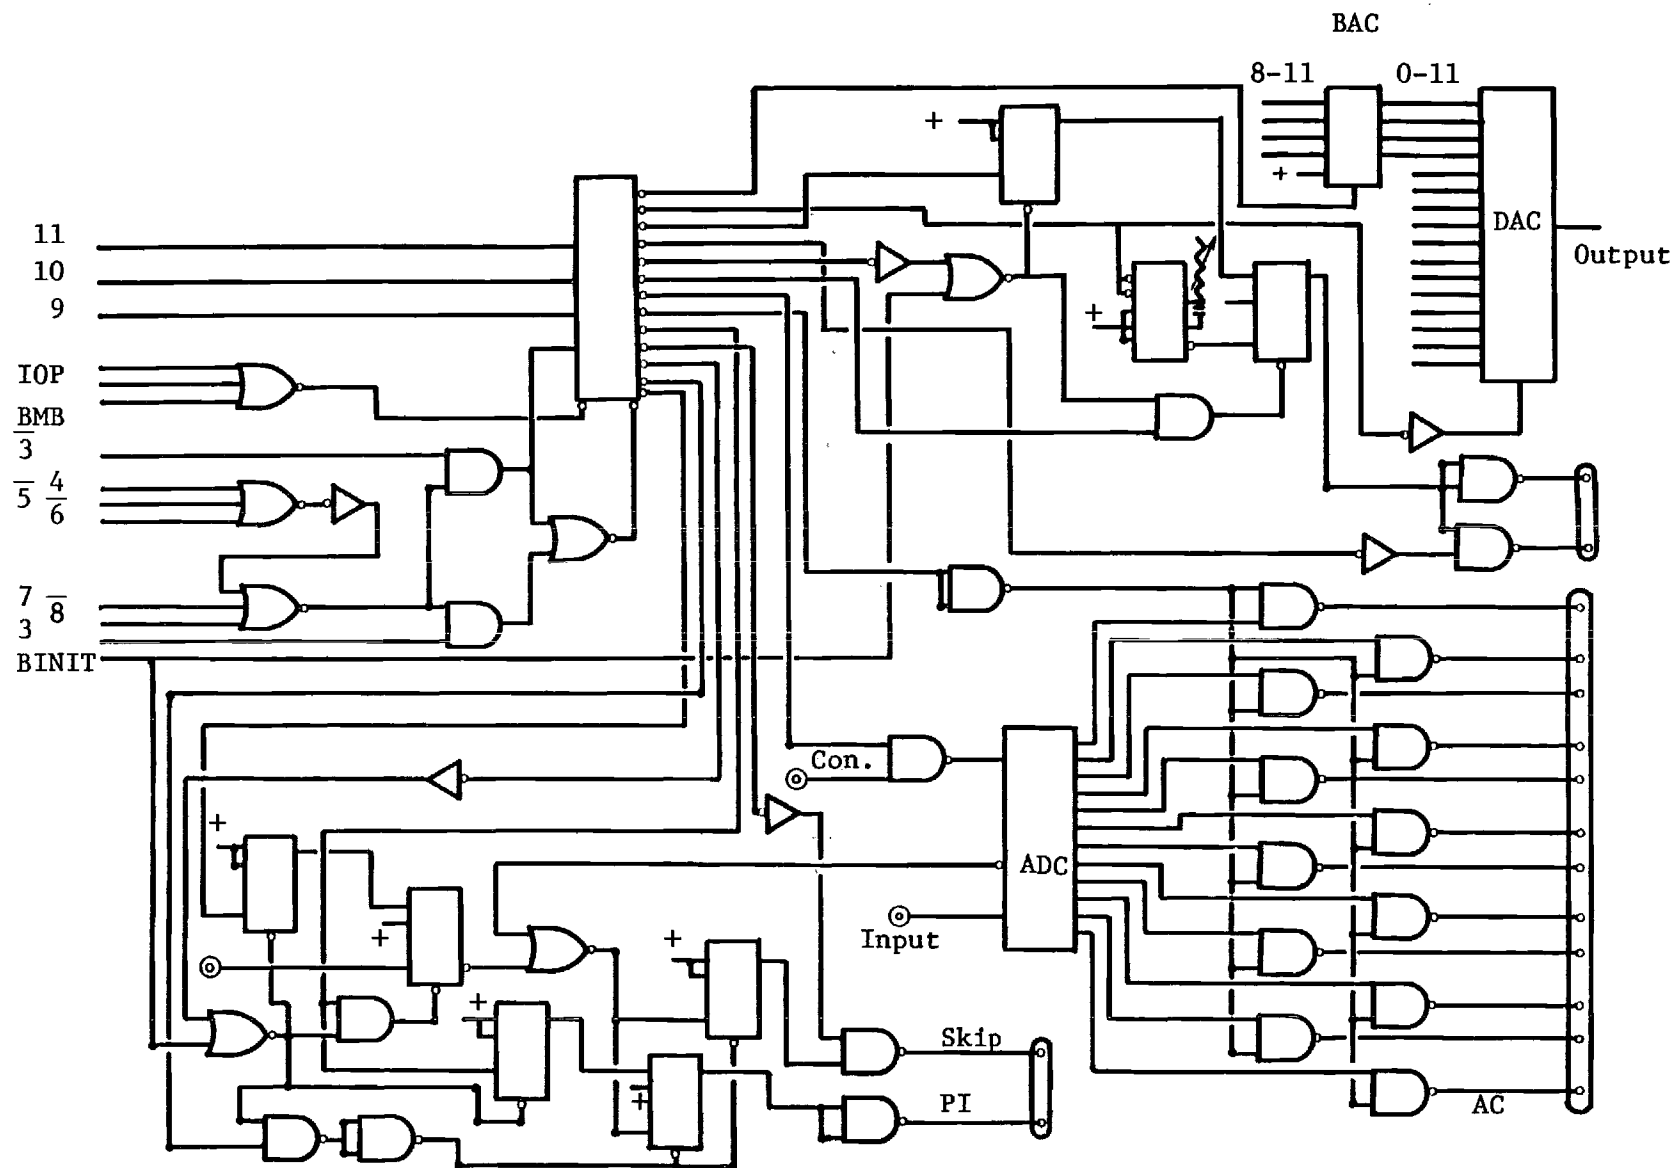 BAC
8-11 0-11
+
+
DAC
Output
11
10
9
+
IOP
BMB
3̅
5̅ 4
6̅
7 8̅
3
BINIT
Con.
+
ADC
Input
+
+
+
+
Skip
PI
AC